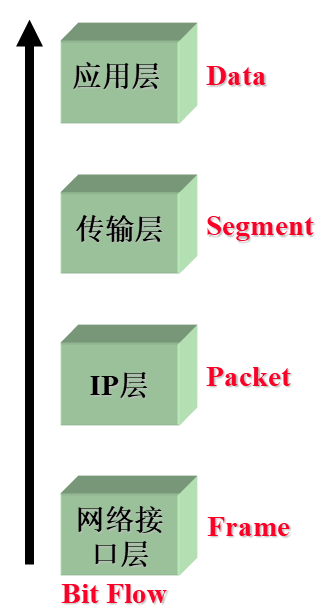 应用层
Data
传输层
Segment
IP层
Packet
网络接
口层
Frame
Bit Flow